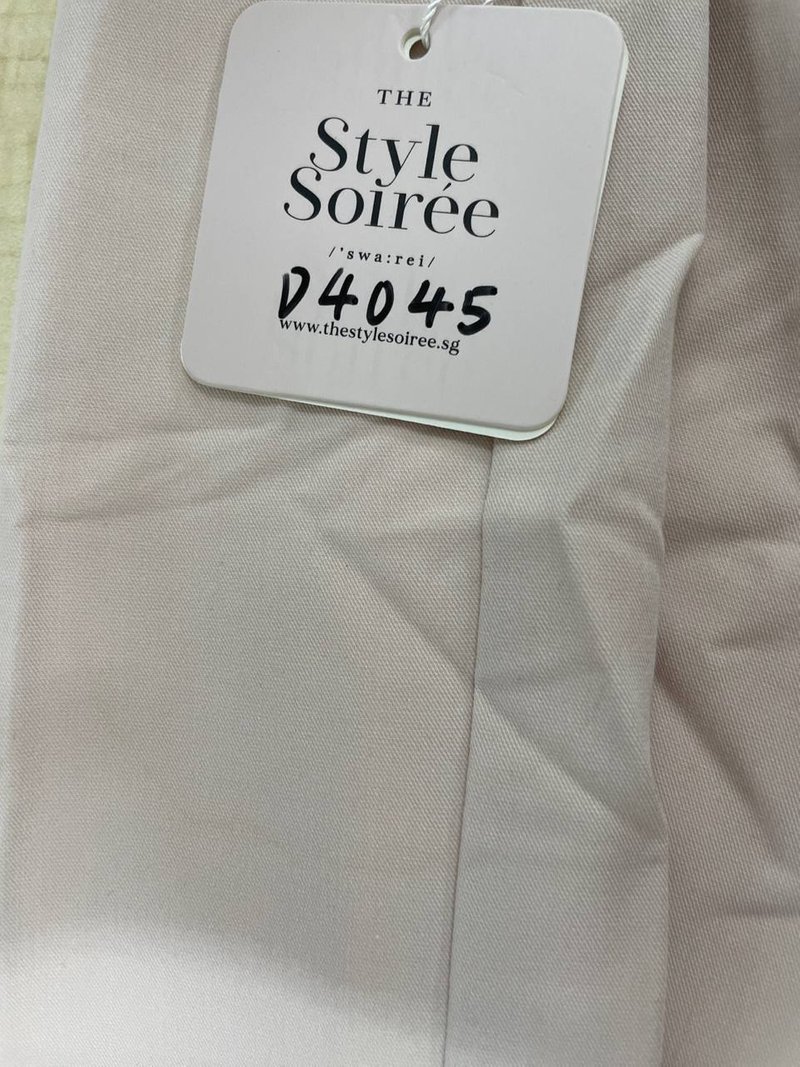 THE
Style
Soirée
/'swa:rei/
D4045
www.thestylesoiree.sg